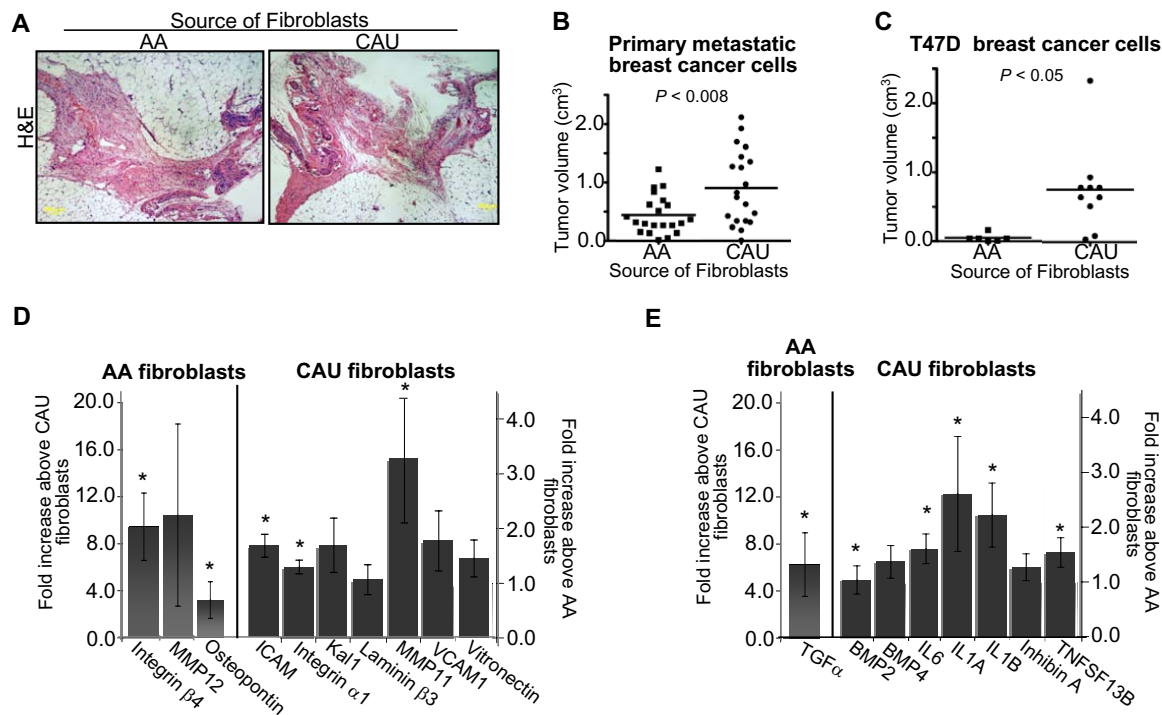 A
Source of Fibroblasts
AA
CAU
H&E
B
Primary metastatic
breast cancer cells
P < 0.008
Tumor volume (cm3)
2.0
1.0
0.0
AA
CAU
Source of Fibroblasts
C
T47D breast cancer cells
P < 0.05
Tumor volume (cm3)
2.0
1.0
0.0
AA
CAU
Source of Fibroblasts
D
AA fibroblasts
CAU fibroblasts
Fold increase above CAU
fibroblasts
20.0
16.0
12.0
8.0
4.0
0.0
*
*
*
*
*
4.0
3.0
2.0
1.0
0.0
Fold increase above AA
fibroblasts
Integrin β4
MMP12
Osteopontin
ICAM
Integrin α1
Kal1
Laminin β3
MMP11
VCAM1
Vitronectin
E
AA
fibroblasts
CAU fibroblasts
Fold increase above CAU
fibroblasts
20.0
16.0
12.0
8.0
4.0
0.0
*
*
*
*
*
*
4.0
3.0
2.0
1.0
0.0
Fold increase above AA
fibroblasts
TGFα
BMP2
BMP4
IL6
IL1A
IL1B
Inhibin A
TNFSF13B